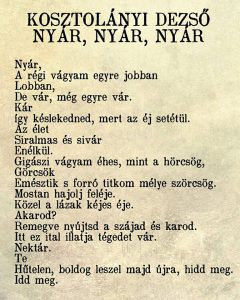 KOSZTOLÁNYI DEZSŐ
NYÁR, NYÁR, NYÁR
Nyár,
A régi vágyam egyre jobban
Lobban,
De vár, még egyre vár.
Kár
Így késlekedned, mert az éj setétül.
Az élet
Siralmas és sivár
Enélkül.
Gigászi vágyam éhes, mint a hörcsög,
Görcsök
Emésztik s forró titkom mélye szörcsög.
Mostan hajolj feléje.
Közel a lázak kéjes éje.
Akarod?
Remegve nyújtsd a szájad és karod.
Itt ez ital illatja tégedet vár.
Nektár.
Te
Hűtelen, boldog leszel majd újra, hidd meg.
Idd meg.